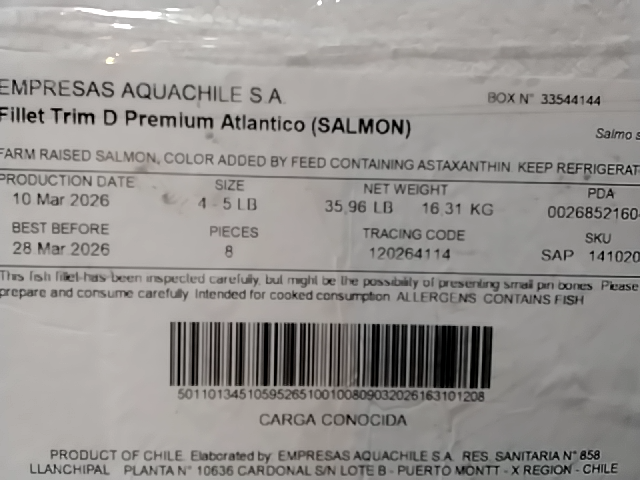 EMPRESAS AQUACHILE S.A.
BOX N° 33544144
Fillet Trim D Premium Atlantico (SALMON)
Salmo
FARM RAISED SALMON, COLOR ADDED BY FEED CONTAINING ASTAXANTHIN. KEEP REFRIGERAT
PRODUCTION DATE SIZE NET WEIGHT PDA
10 Mar 2026 4 - 5 LB 35.96 LB 16.31 KG 0026852160
BEST BEFORE PIECES TRACING CODE SKU
28 Mar 2026 8 120264114 SAP 141020
This fish fillet has been inspected carefully, but might be the possibility of presenting small pin bones. Please
prepare and consume carefully. Intended for cooked consumption. ALLERGENS: CONTAINS FISH
50110134510595265100100809032026163101208
CARGA CONOCIDA
PRODUCT OF CHILE. Elaborated by: EMPRESAS AQUACHILE S.A. RES. SANITARIA N° 858
LLANCHIPAL PLANTA N° 10636 CARDONAL S/N LOTE B - PUERTO MONTT - X REGION - CHILE